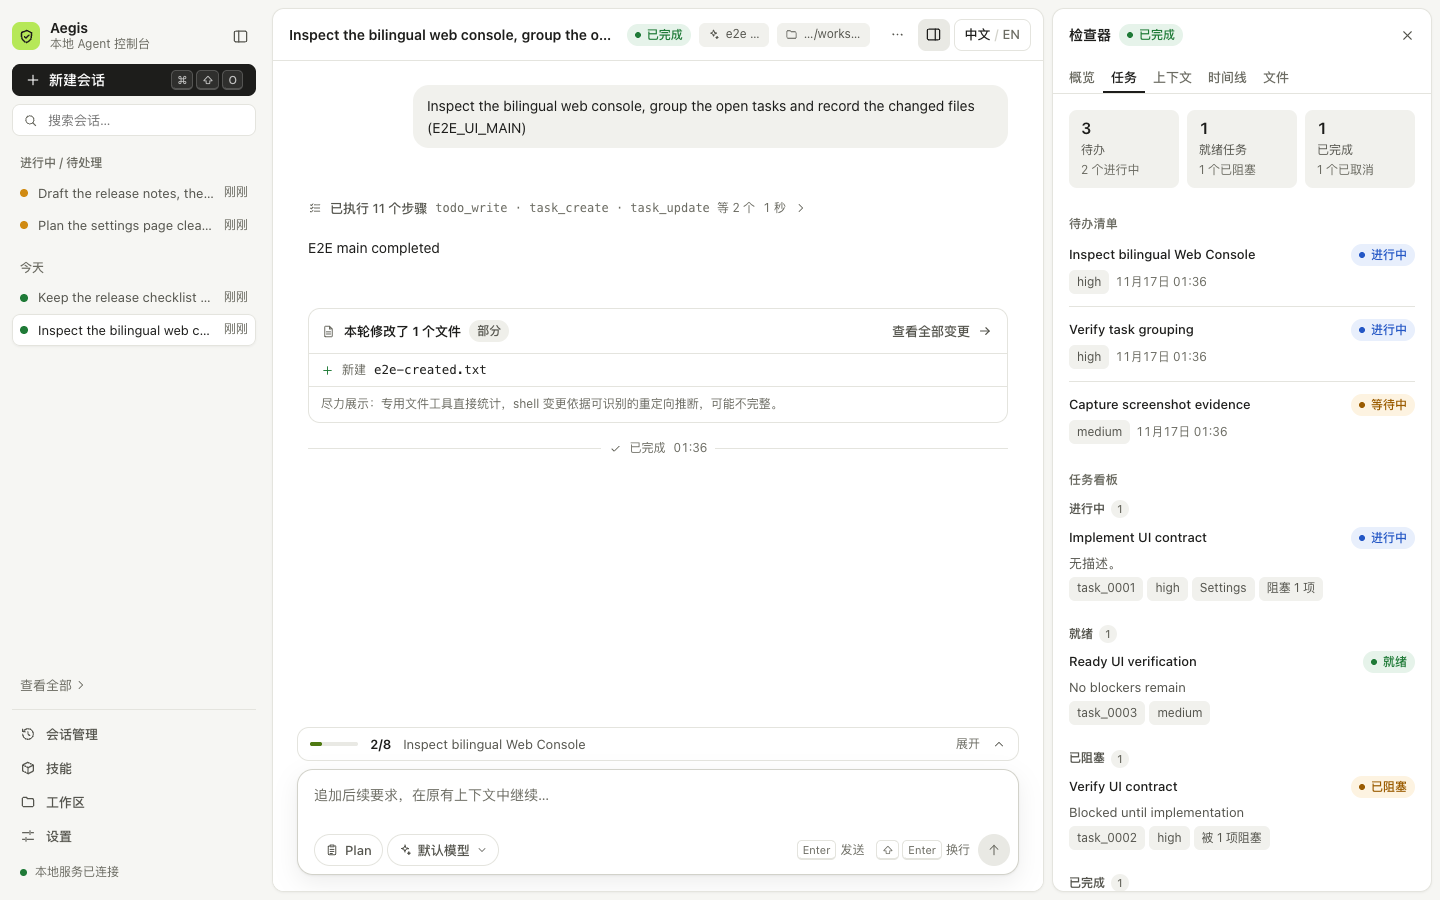 Aegis
本地 Agent 控制台
新建会话 ⌘ ⇧ O
搜索会话...
进行中 / 待处理
Draft the release notes, the... 刚刚
Plan the settings page clea... 刚刚
今天
Keep the release checklist ... 刚刚
Inspect the bilingual web c... 刚刚
查看全部
会话管理
技能
工作区
设置
本地服务已连接
Inspect the bilingual web console, group the o... 已完成 e2e ... .../works... ... 中文 / EN
Inspect the bilingual web console, group the open tasks and record the changed files
(E2E_UI_MAIN)
已执行 11 个步骤 todo_write · task_create · task_update 等 2 个 1 秒
E2E main completed
本轮修改了 1 个文件 部分 查看全部变更
新建 e2e-created.txt
尽力展示：专用文件工具直接统计，shell 变更依据可识别的重定向推断，可能不完整。
已完成 01:36
2/8 Inspect bilingual Web Console 展开
追加后续要求，在原有上下文中继续...
Plan 默认模型 Enter 发送 ⇧ Enter 换行
检查器 已完成
概览 任务 上下文 时间线 文件
3
待办
2 个进行中
1
就绪任务
1 个已阻塞
1
已完成
1 个已取消
待办清单
Inspect bilingual Web Console 进行中
high 11月17日 01:36
Verify task grouping 进行中
high 11月17日 01:36
Capture screenshot evidence 等待中
medium 11月17日 01:36
任务看板
进行中 1
Implement UI contract 进行中
无描述。
task_0001 high Settings 阻塞 1 项
就绪 1
Ready UI verification 就绪
No blockers remain
task_0003 medium
已阻塞 1
Verify UI contract 已阻塞
Blocked until implementation
task_0002 high 被 1 项阻塞
已完成 1